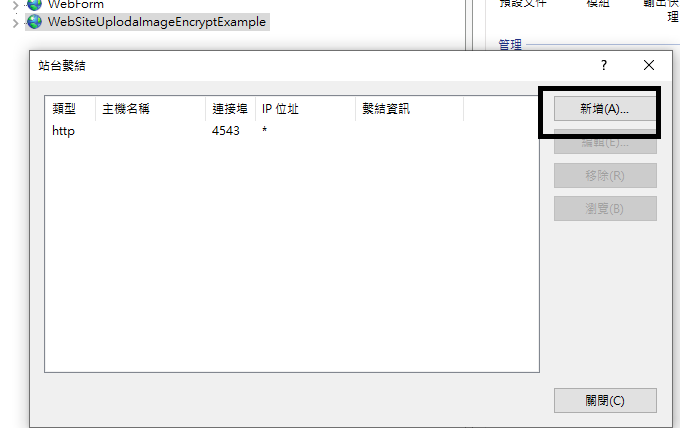 WebForm
WebSiteUplodaImageEncryptExample
預設文件 模組 輸出快
理
管理
站台繫結 ?
類型 主機名稱 連接埠 IP 位址 繫結資訊
http 4543 *
新增(A)...
編輯(E)...
移除(R)
瀏覽(B)
關閉(C)